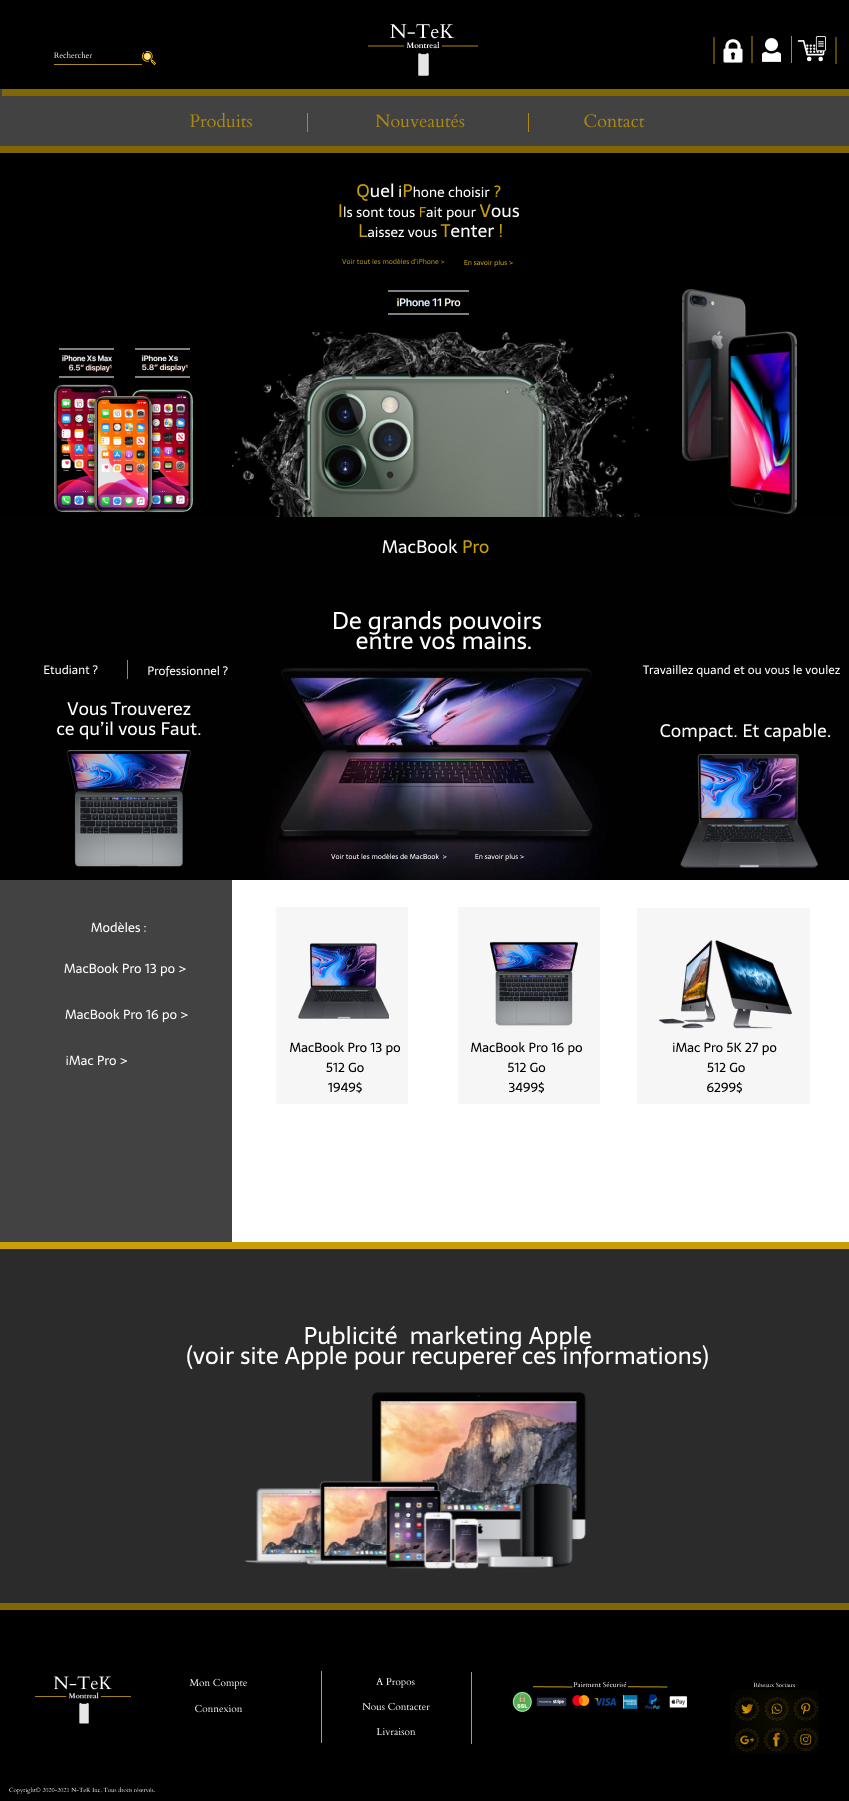 N-TeK
Montreal
Rechercher
Produits
Nouveautés
Contact
Quel iPhone choisir ?
Ils sont tous Fait pour Vous
Laissez vous Tenter !
Voir tout les modèles d'iPhone >
En savoir plus >
iPhone 11 Pro
iPhone Xs Max
6.5" display¹
iPhone Xs
5.8" display¹
MacBook Pro
De grands pouvoirs
entre vos mains.
Etudiant ?
Professionnel ?
Travaillez quand et ou vous le voulez
Vous Trouverez
ce qu'il vous Faut.
Compact. Et capable.
Voir tout les modèles de MacBook >
En savoir plus >
Modèles :
MacBook Pro 13 po >
MacBook Pro 16 po >
iMac Pro >
MacBook Pro 13 po
512 Go
1949$
MacBook Pro 16 po
512 Go
3499$
iMac Pro 5K 27 po
512 Go
6299$
Publicité marketing Apple
(voir site Apple pour recuperer ces informations)
N-TeK
Montreal
Mon Compte
Connexion
A Propos
Nous Contacter
Livraison
Paiement Sécurisé
SSL
stripe
VISA
PayPal
Pay
Réseaux Sociaux
G+
Copyright© 2020-2021 N-TeK Inc. Tous droits réservés.